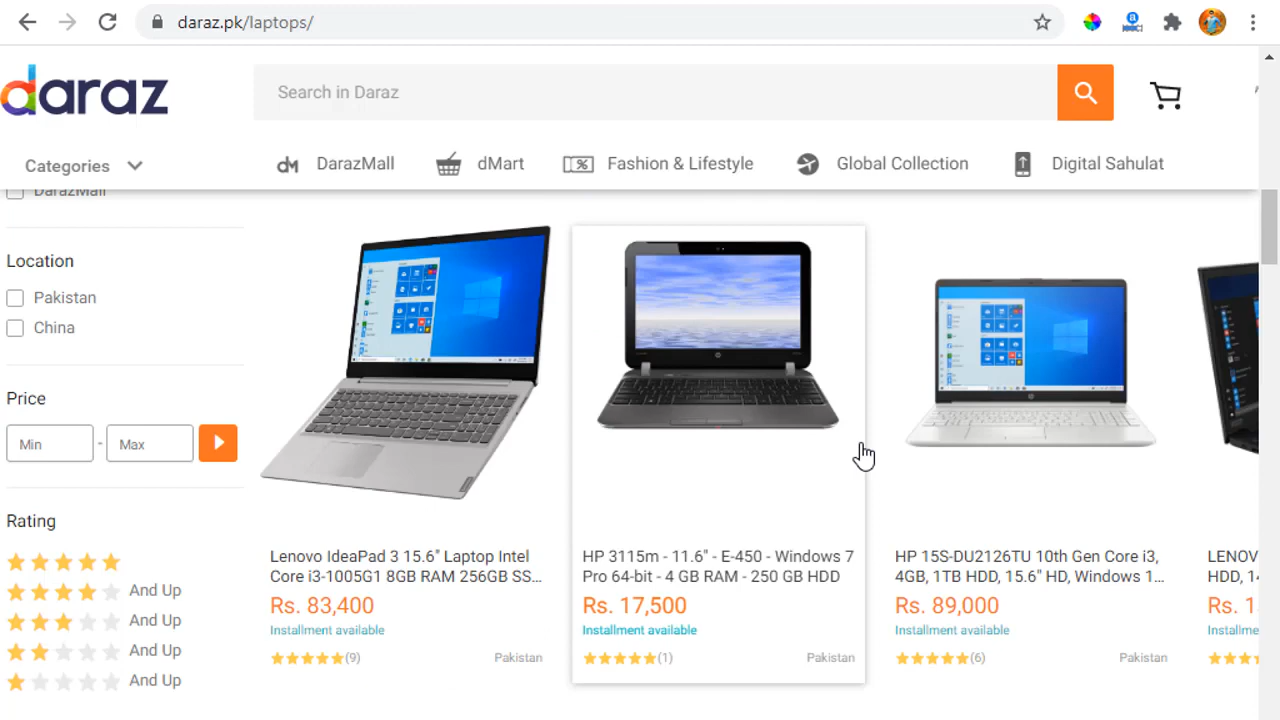 daraz.pk/laptops/
daraz
Search in Daraz
Categories
DarazMall
dMart
Fashion & Lifestyle
Global Collection
Digital Sahulat
DarazMall
Location
Pakistan
China
Price
Min - Max
Rating
And Up
And Up
And Up
And Up
Lenovo IdeaPad 3 15.6" Laptop Intel
Core i3-1005G1 8GB RAM 256GB SS...
Rs. 83,400
Installment available
(9)
Pakistan
HP 3115m - 11.6" - E-450 - Windows 7
Pro 64-bit - 4 GB RAM - 250 GB HDD
Rs. 17,500
Installment available
(1)
Pakistan
HP 15S-DU2126TU 10th Gen Core i3,
4GB, 1TB HDD, 15.6" HD, Windows 1...
Rs. 89,000
Installment available
(6)
Pakistan
LENOV
HDD, 14
Rs. 1
Installme